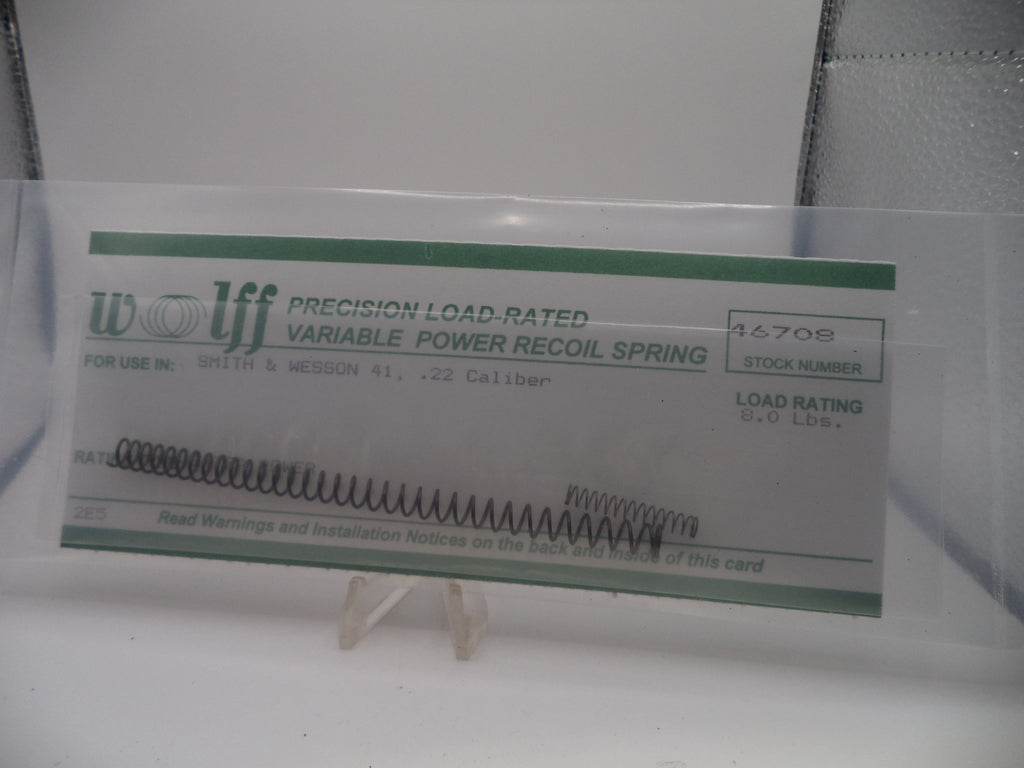 wolff
PRECISION LOAD-RATED
VARIABLE POWER RECOIL SPRING
46708
STOCK NUMBER
FOR USE IN: SMITH & WESSON 41, .22 Caliber
LOAD RATING
8.0 Lbs.
2E5
Read Warnings and Installation Notices on the back and inside of this card